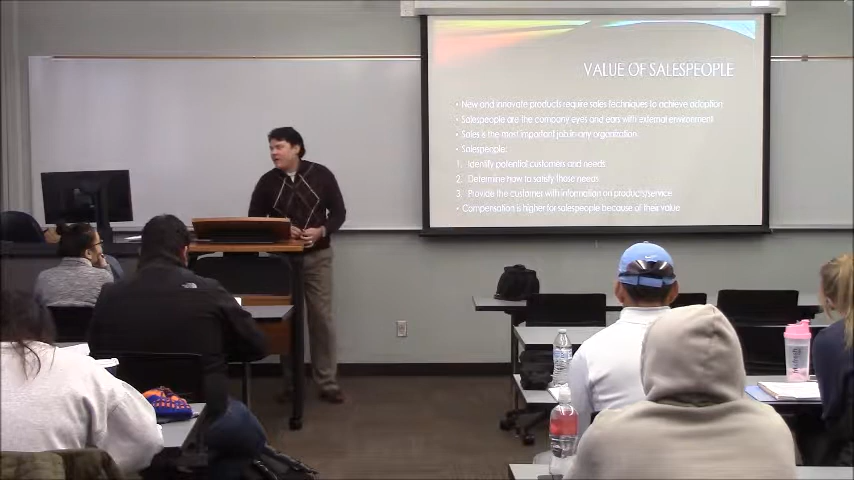 VALUE OF SALESPEOPLE
• New and innovate products require sales techniques to achieve adoption
• Salespeople are the company eyes and ears with external environment
• Sales is the most important job in any organization
• Salespeople:
1. Identify potential customers and needs
2. Determine how to satisfy those needs
3. Provide the customer with information on products/service
• Compensation is higher for salespeople because of their value